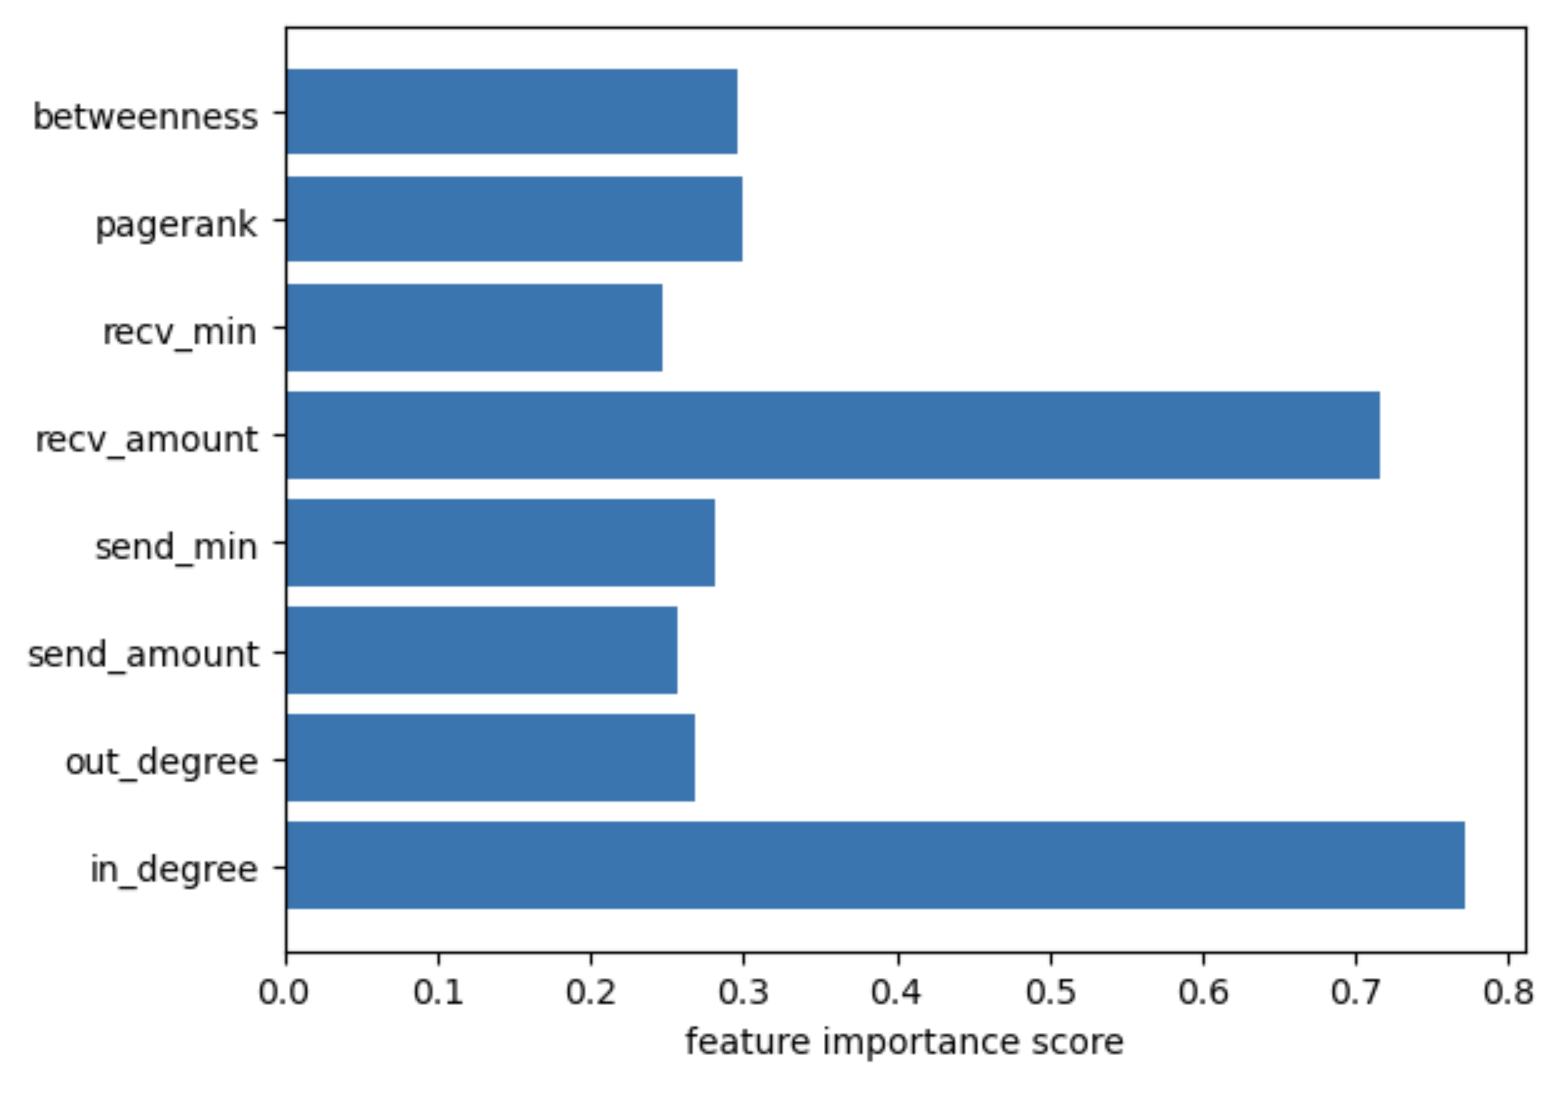 betweenness
pagerank
recv_min
recv_amount
send_min
send_amount
out_degree
in_degree
0.0 0.1 0.2 0.3 0.4 0.5 0.6 0.7 0.8
feature importance score